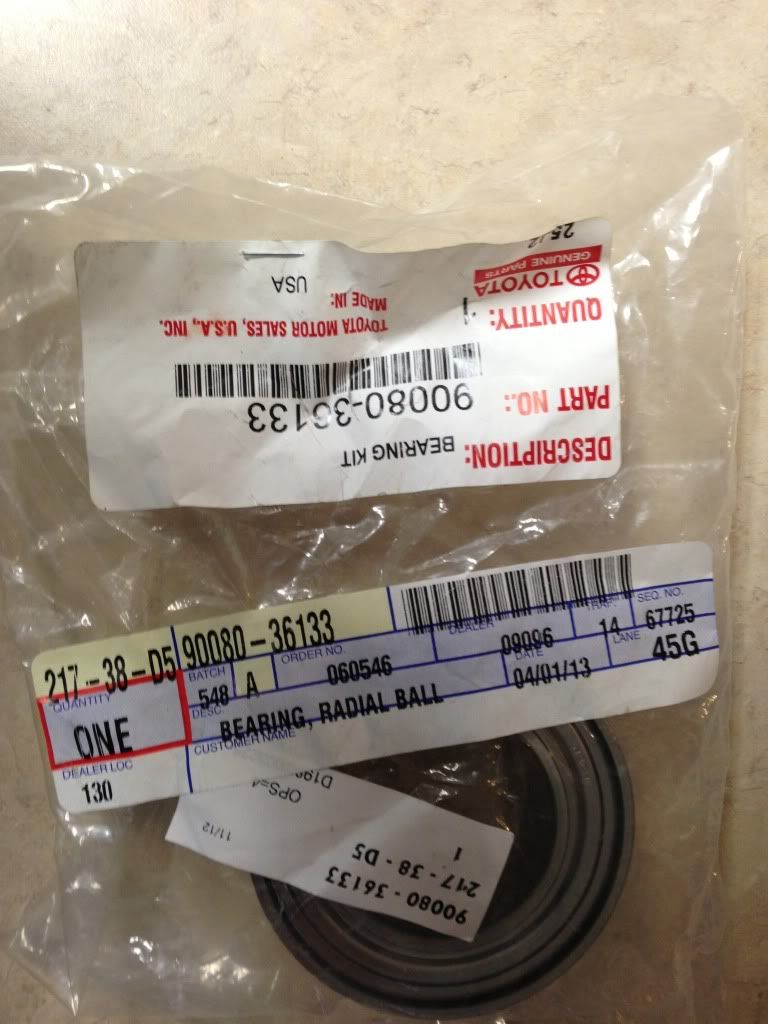 DESCRIPTION: BEARING KIT
PART NO.: 90080-36133
QUANTITY: 1
TOYOTA MOTOR SALES, U.S.A., INC.
MADE IN:
USA
TOYOTA
GENUINE PARTS
217-38-D5 90080-36133
QUANTITY
ONE
DEALER LOC
130
BATCH
548 A
ORDER NO.
060546
DEALER
09096
TRAF.
14
SEQ. NO.
67725
DESC.
BEARING, RADIAL BALL
DATE
04/01/13
LANE
45G
CUSTOMER NAME
90080-36133
217-38-D5
1
11/12